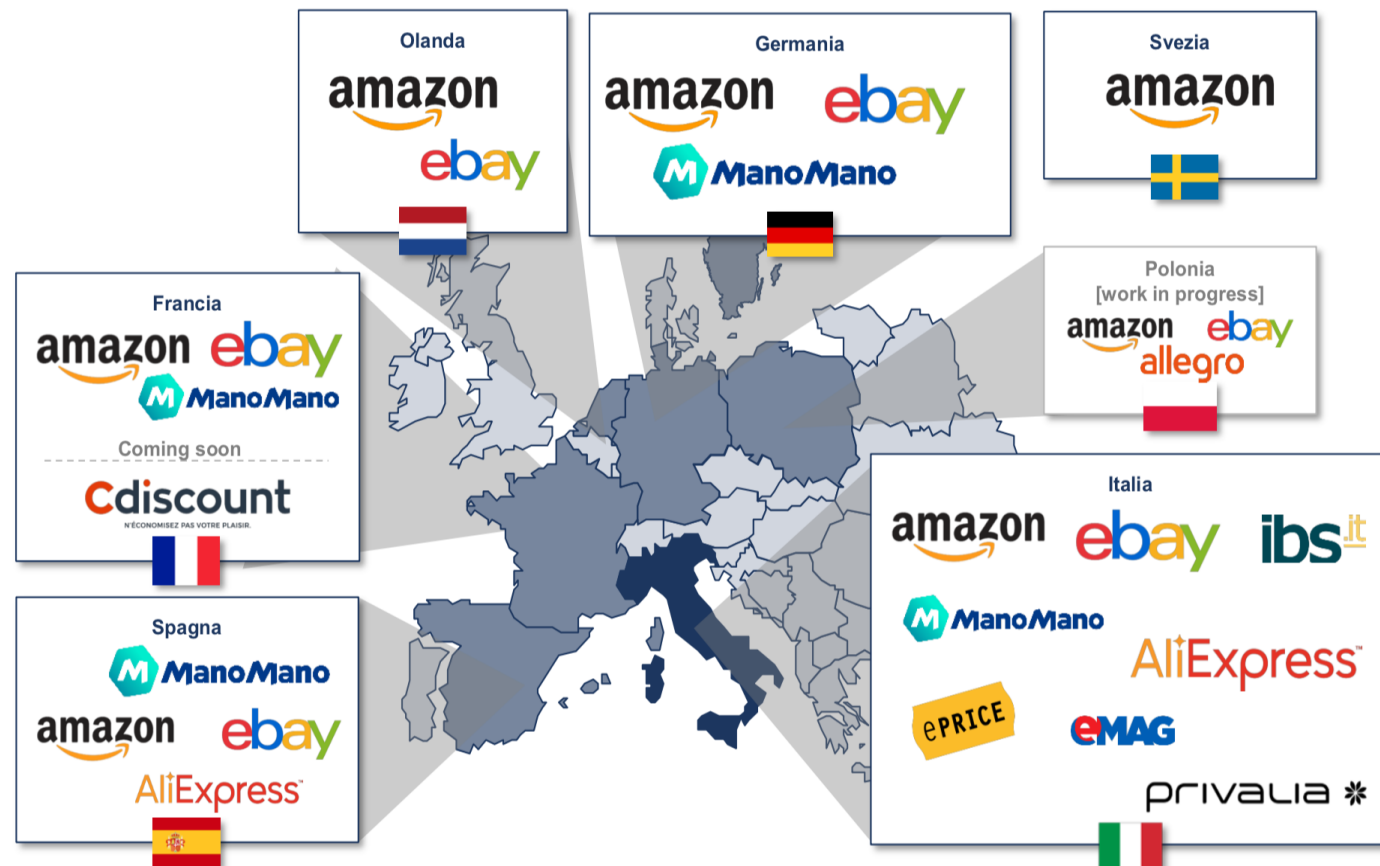 Olanda
amazon
ebay
Germania
amazon ebay
M ManoMano
Svezia
amazon
Francia
amazon ebay
M ManoMano
Coming soon
Cdiscount
N'ÉCONOMISEZ PAS VOTRE PLAISIR.
Polonia
[work in progress]
amazon ebay
allegro
Spagna
M ManoMano
amazon ebay
AliExpress™
Italia
amazon ebay ibs.it
M ManoMano
AliExpress™
ePRICE eMAG
PRIVALIA